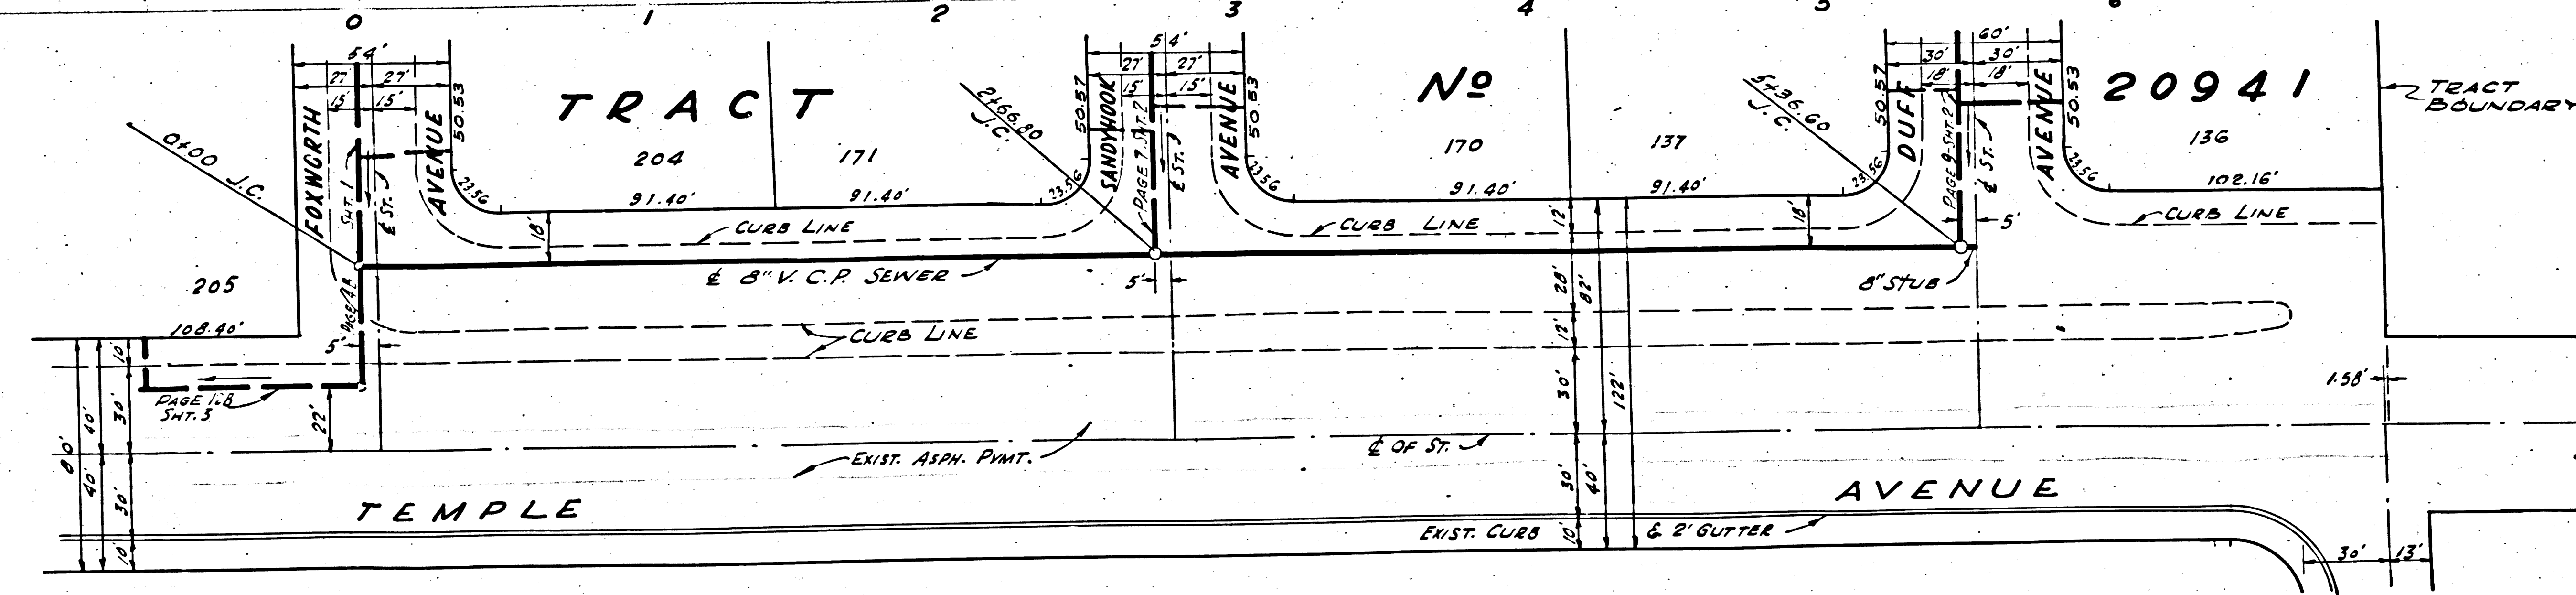 0 1 2 3 4 5 6
54' 54' 60'
27' 27' 27' 27' 30' 30'
15' 15' 15' 15' 18' 18'
TRACT Nº 20941
TRACT
BOUNDARY
0+00 J.C.
2+66.80
J.C.
5+36.60
J.C.
FOXWORTH
AVENUE
SHT. 1
℄ ST.
50.53
50.57
SANDYHOOK
AVENUE
PAGE 7 SHT. 2
℄ ST.
50.53
50.57
DUFF
AVENUE
PAGE 9-SHT. 2
℄ ST.
50.53
204 171 170 137 136
23.56 91.40' 91.40' 23.56 23.56 91.40' 91.40' 23.56 23.56 102.16'
18' CURB LINE CURB LINE 12' 18' CURB LINE
5'
205
℄ 8" V.C.P. SEWER
5'
8" STUB
108.40'
5'
CURB LINE
28' 82'
12'
30' 122'
1.58'
SHT. 3
22'
10'
30'
40'
80'
40'
30'
10'
EXIST. ASPH. PVMT.
℄ OF ST.
30' 40'
10'
TEMPLE AVENUE
EXIST. CURB & 2' GUTTER
30' 13'